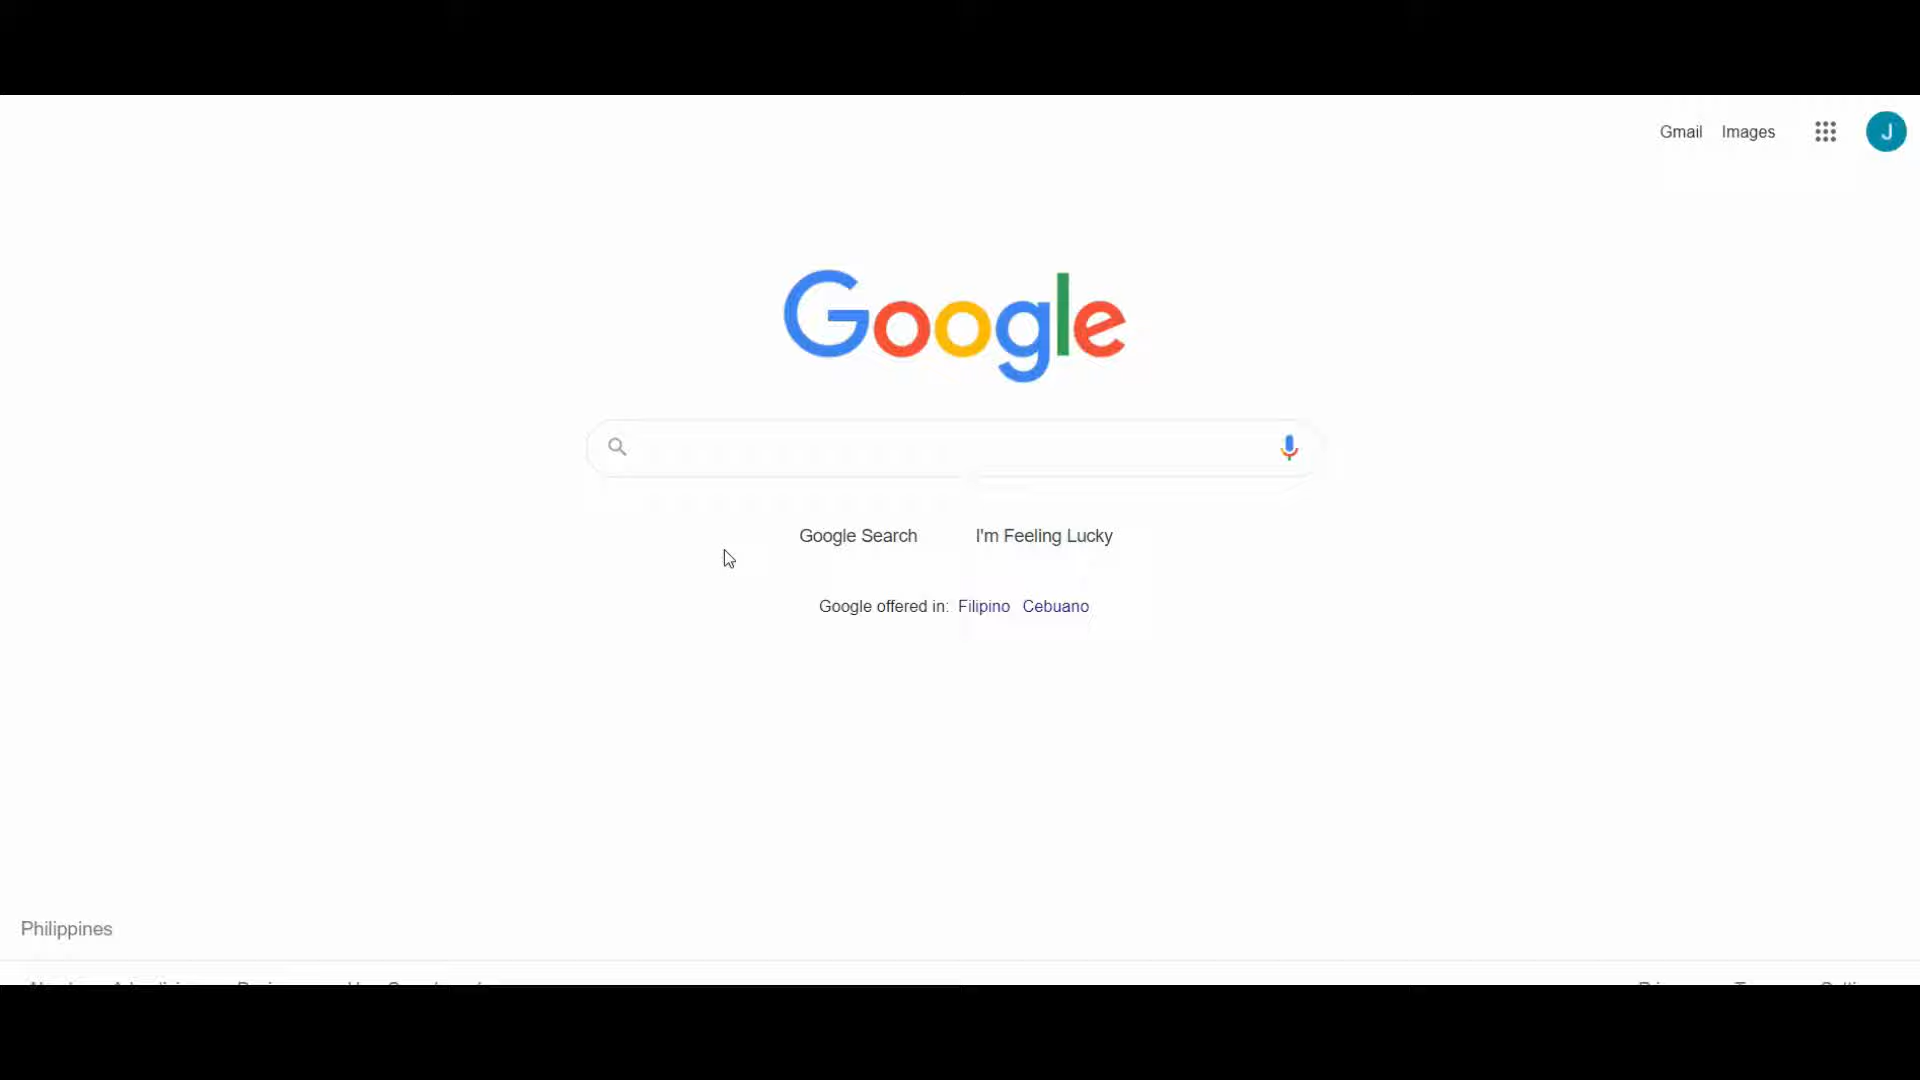 Gmail Images
J
Google
Google Search I'm Feeling Lucky
Google offered in: Filipino Cebuano
Philippines